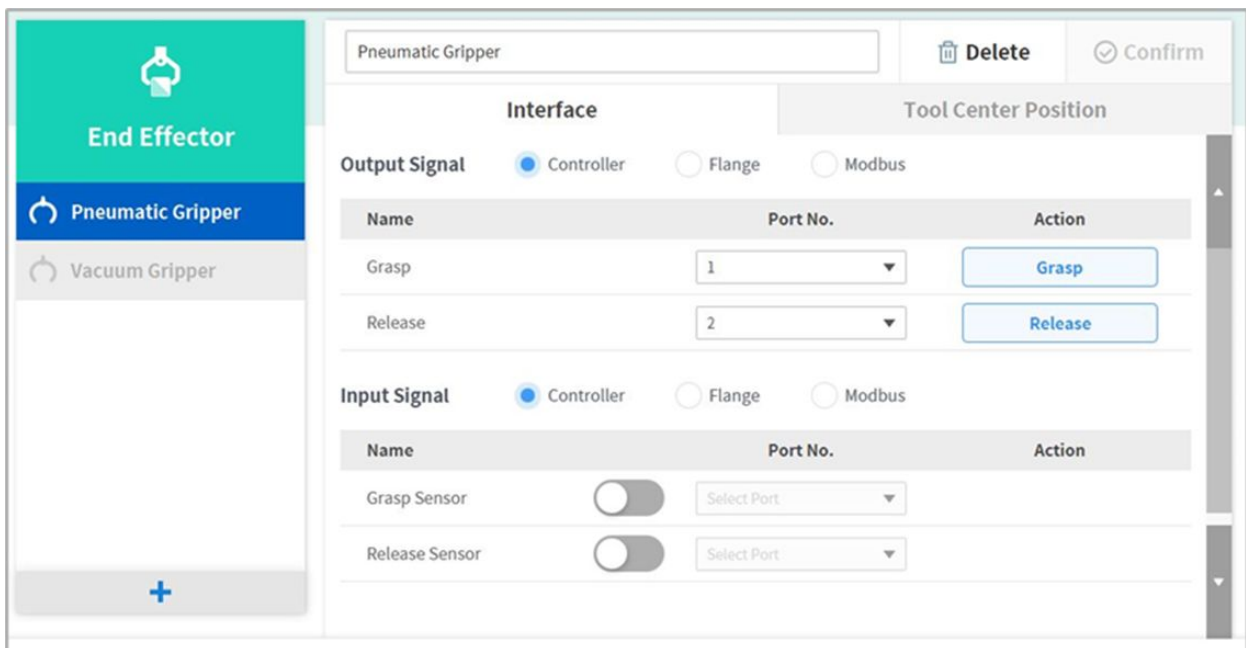 End Effector
Pneumatic Gripper
Vacuum Gripper
+
Pneumatic Gripper
Delete
Confirm
Interface
Tool Center Position
Output Signal Controller Flange Modbus
Name Port No. Action
Grasp 1 Grasp
Release 2 Release
Input Signal Controller Flange Modbus
Name Port No. Action
Grasp Sensor Select Port
Release Sensor Select Port